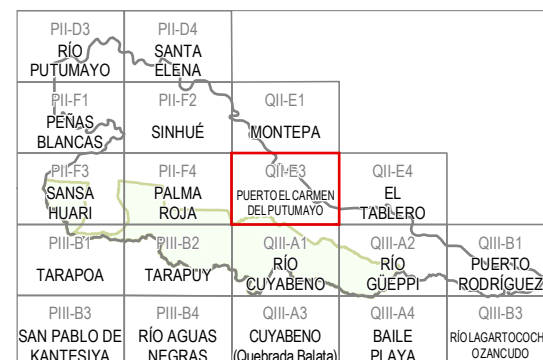 PII-D3 PII-D4
RÍO SANTA
PUTUMAYO ELENA
PII-F1 PII-F2 QII-E1
PEÑAS
BLANCAS SINHUÉ MONTEPA
PII-F3 PII-F4 QII-E3 QII-E4
SANSA PALMA PUERTO EL CARMEN EL
HUARI ROJA DEL PUTUMAYO TABLERO
PIII-B1 PIII-B2 QIII-A1 QIII-A2 QIII-B1
TARAPOA TARAPUY RÍO RÍO PUERTO
CUYABENO GÜEPPI RODRÍGUEZ
PIII-B3 PIII-B4 QIII-A3 QIII-A4 QIII-B3
SAN PABLO DE RÍO AGUAS CUYABENO BAILE RÍO LAGARTOCOCH
KANTESIYA NEGRAS (Quebrada Balata) PLAYA OZANCUDO